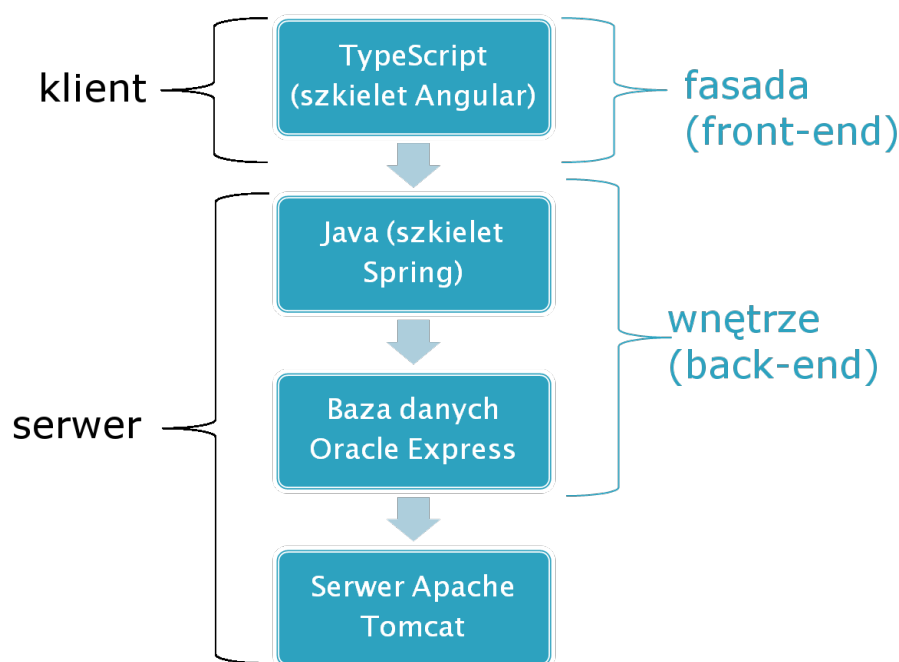 klient
TypeScript
(szkielet Angular)
fasada
(front-end)
Java (szkielet
Spring)
wnętrze
(back-end)
serwer
Baza danych
Oracle Express
Serwer Apache
Tomcat